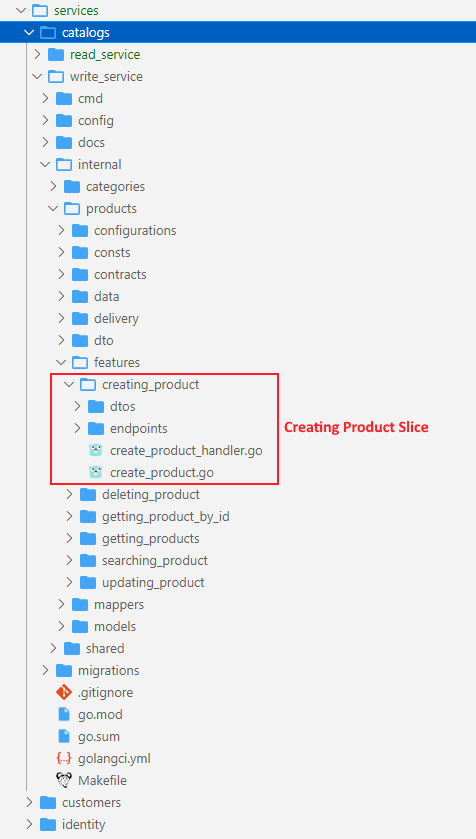 services
catalogs
read_service
write_service
cmd
config
docs
internal
categories
products
configurations
consts
contracts
data
delivery
dto
features
creating_product
dtos
endpoints
Creating Product Slice
create_product_handler.go
create_product.go
deleting_product
getting_product_by_id
getting_products
searching_product
updating_product
mappers
models
shared
migrations
.gitignore
go.mod
go.sum
golangci.yml
Makefile
customers
identity